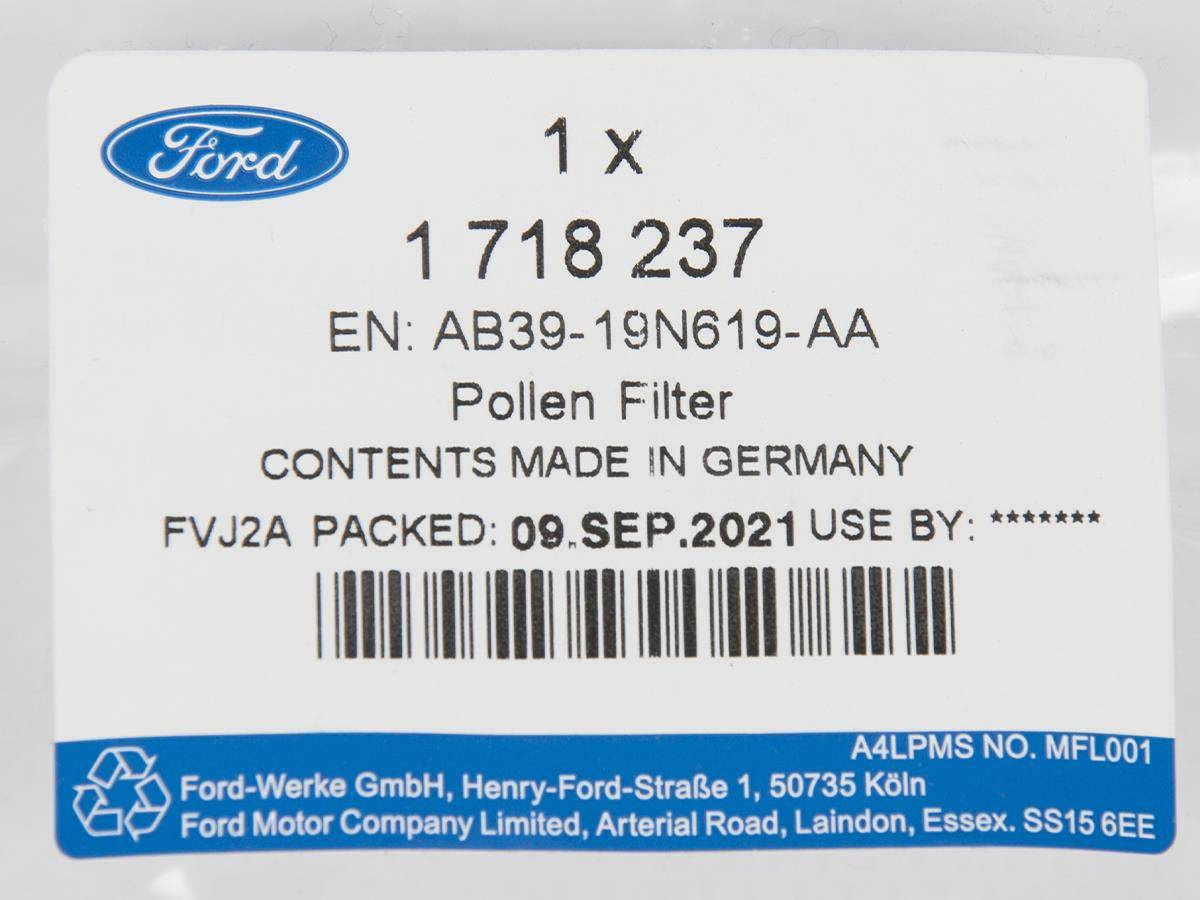 Ford
1 x
1 718 237
EN: AB39-19N619-AA
Pollen Filter
CONTENTS MADE IN GERMANY
FVJ2A PACKED: 09.SEP.2021 USE BY: *******
A4LPMS NO. MFL001
Ford-Werke GmbH, Henry-Ford-Straße 1, 50735 Köln
Ford Motor Company Limited, Arterial Road, Laindon, Essex. SS15 6EE